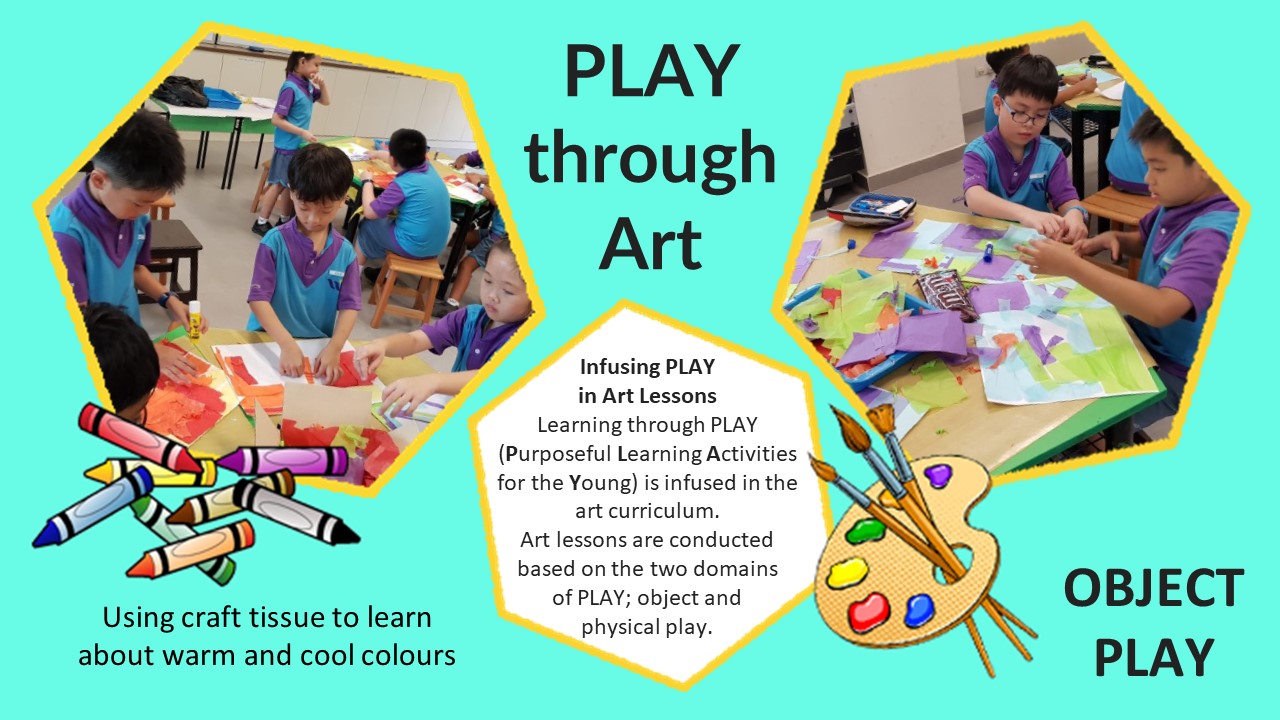 PLAY
through
Art
Infusing PLAY
in Art Lessons
Learning through PLAY
(Purposeful Learning Activities
for the Young) is infused in the
art curriculum.
Art lessons are conducted
based on the two domains
of PLAY; object and
physical play.
Using craft tissue to learn
about warm and cool colours
OBJECT
PLAY